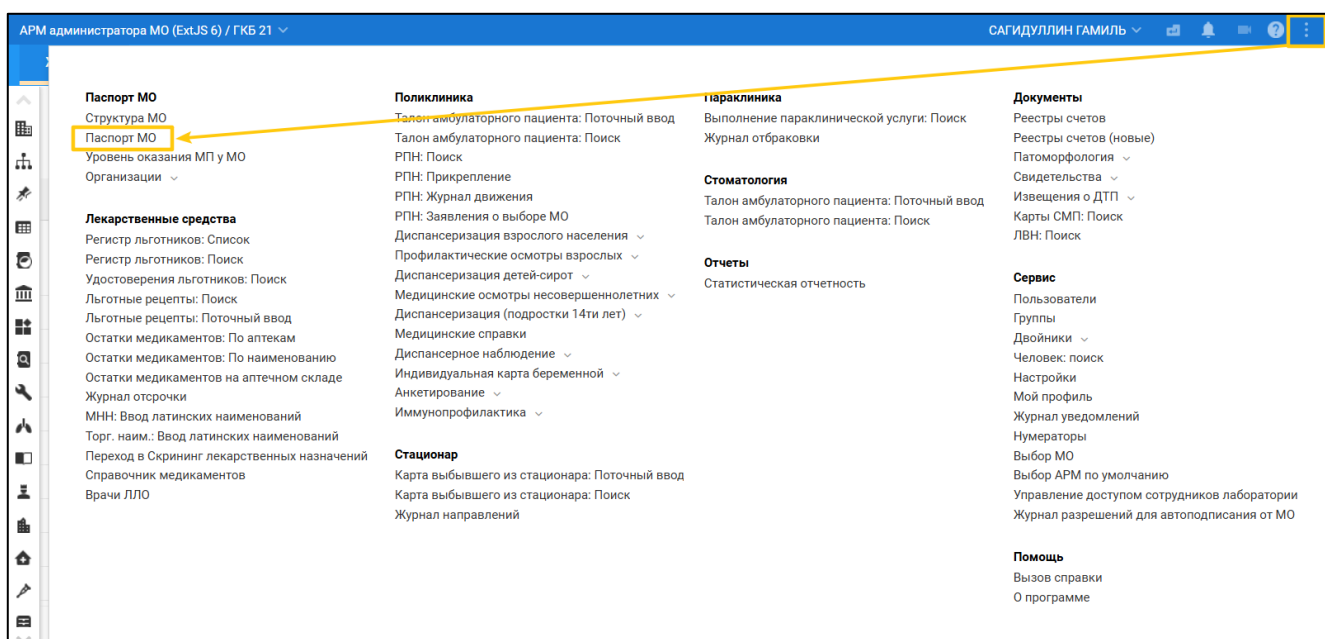 АРМ администратора МО (ExtJS 6) / ГКБ 21
САГИДУЛЛИН ГАМИЛЬ
Паспорт МО
Структура МО
Паспорт МО
Уровень оказания МП у МО
Организации
Лекарственные средства
Регистр льготников: Список
Регистр льготников: Поиск
Удостоверения льготников: Поиск
Льготные рецепты: Поиск
Льготные рецепты: Поточный ввод
Остатки медикаментов: По аптекам
Остатки медикаментов: По наименованию
Остатки медикаментов на аптечном складе
Журнал отсрочки
МНН: Ввод латинских наименований
Торг. наим.: Ввод латинских наименований
Переход в Скрининг лекарственных назначений
Справочник медикаментов
Врачи ЛЛО
Поликлиника
Талон амбулаторного пациента: Поточный ввод
Талон амбулаторного пациента: Поиск
РПН: Поиск
РПН: Прикрепление
РПН: Журнал движения
РПН: Заявления о выборе МО
Диспансеризация взрослого населения
Профилактические осмотры взрослых
Диспансеризация детей-сирот
Медицинские осмотры несовершеннолетних
Диспансеризация (подростки 14ти лет)
Медицинские справки
Диспансерное наблюдение
Индивидуальная карта беременной
Анкетирование
Иммунопрофилактика
Стационар
Карта выбывшего из стационара: Поточный ввод
Карта выбывшего из стационара: Поиск
Журнал направлений
Параклиника
Выполнение параклинической услуги: Поиск
Журнал отбраковки
Стоматология
Талон амбулаторного пациента: Поточный ввод
Талон амбулаторного пациента: Поиск
Отчеты
Статистическая отчетность
Документы
Реестры счетов
Реестры счетов (новые)
Патоморфология
Свидетельства
Извещения о ДТП
Карты СМП: Поиск
ЛВН: Поиск
Сервис
Пользователи
Группы
Двойники
Человек: поиск
Настройки
Мой профиль
Журнал уведомлений
Нумераторы
Выбор МО
Выбор АРМ по умолчанию
Управление доступом сотрудников лаборатории
Журнал разрешений для автоподписания от МО
Помощь
Вызов справки
О программе